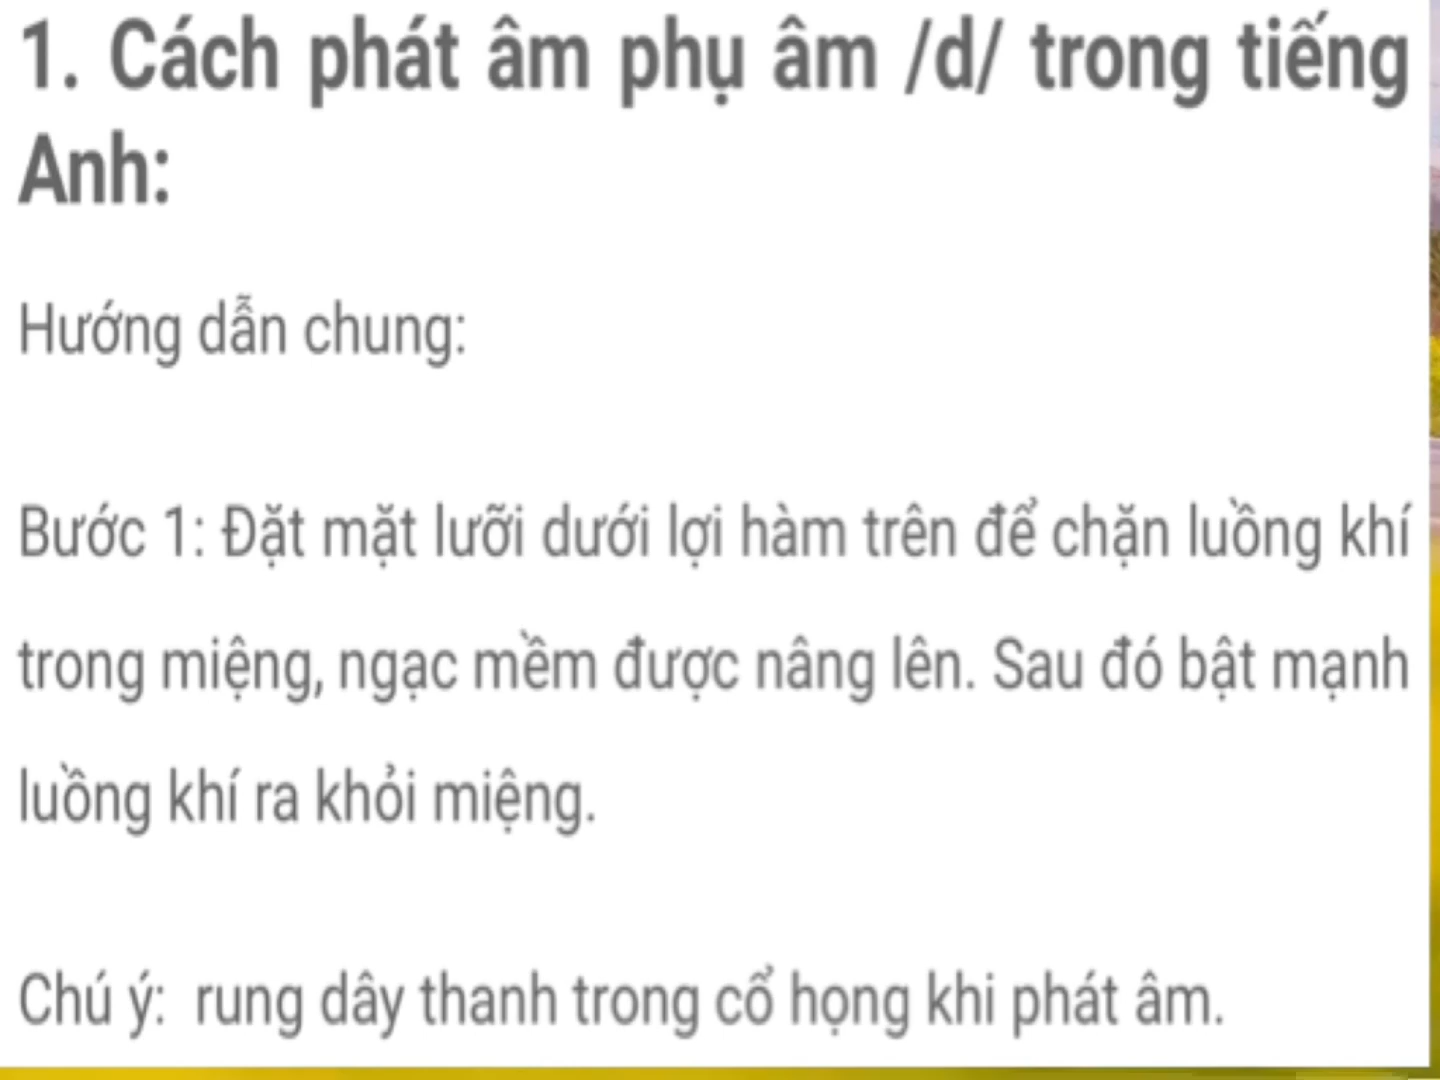 1. Cách phát âm phụ âm /d/ trong tiếng
Anh:
Hướng dẫn chung:
Bước 1: Đặt mặt lưỡi dưới lợi hàm trên để chặn luồng khí
trong miệng, ngạc mềm được nâng lên. Sau đó bật mạnh
luồng khí ra khỏi miệng.
Chú ý:  rung dây thanh trong cổ họng khi phát âm.